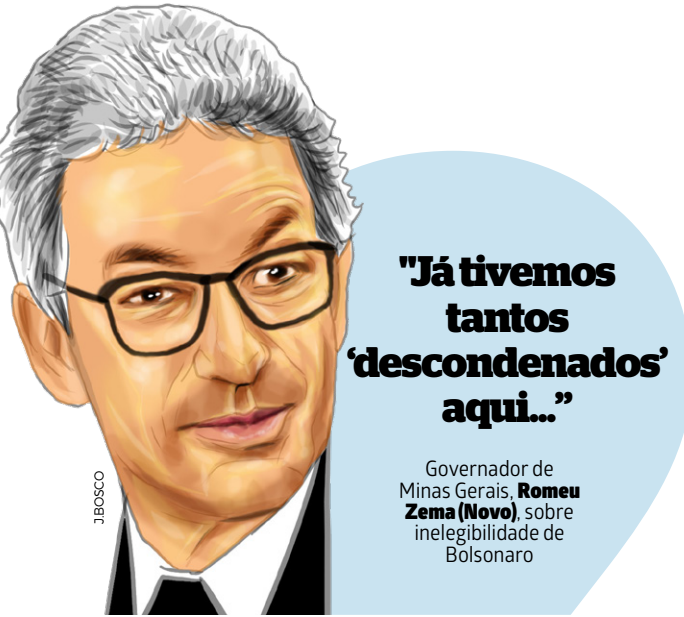 "Já tivemos
tantos
‘descondenados’
aqui...”
Governador de
Minas Gerais, Romeu
Zema (Novo), sobre
inelegibilidade de
Bolsonaro
J.BOSCO